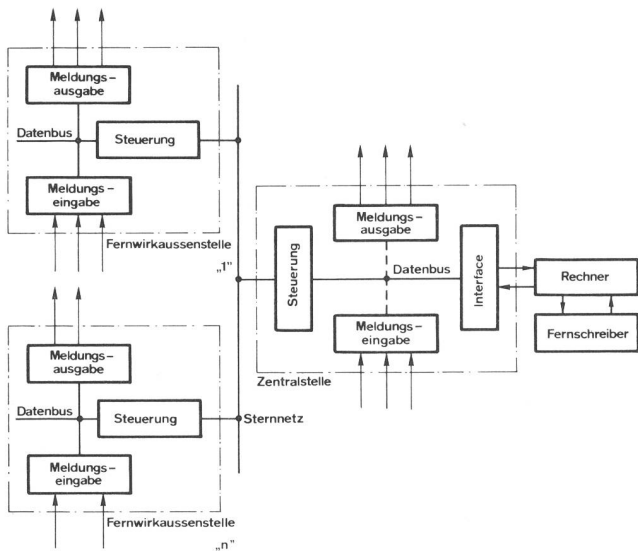 Meldungs-
ausgabe
Datenbus
Steuerung
Meldungs-
eingabe
Fernwirkaussenstelle
„1"
Meldungs-
ausgabe
Datenbus
Steuerung
Meldungs-
eingabe
Fernwirkaussenstelle
„n"
Sternnetz
Steuerung
Meldungs-
ausgabe
Datenbus
Meldungs-
eingabe
Interface
Zentralstelle
Rechner
Fernschreiber